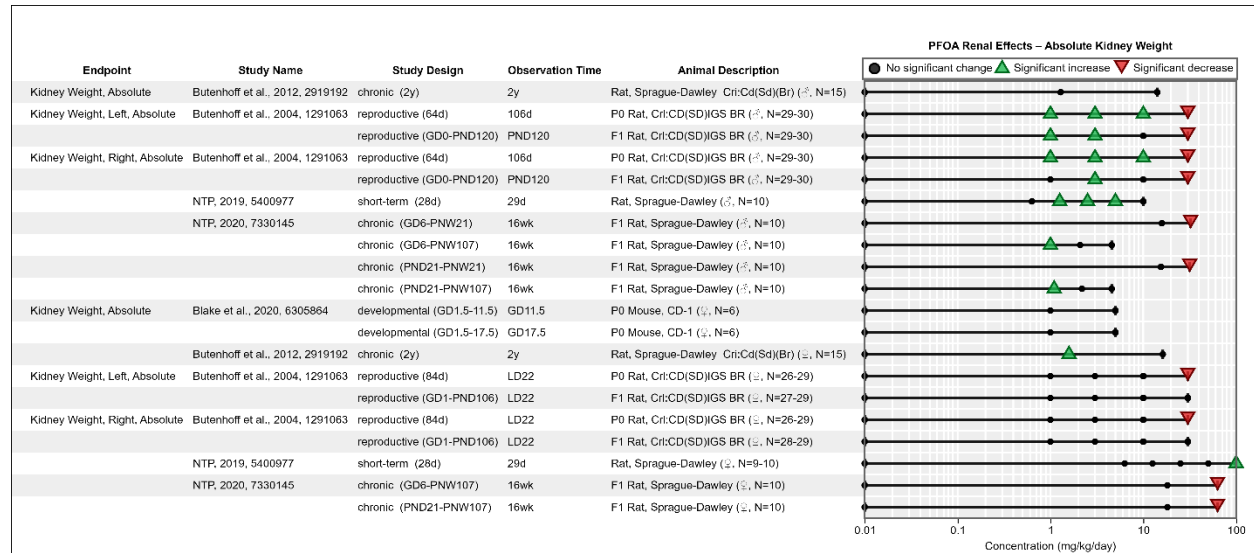 PFOA Renal Effects – Absolute Kidney Weight
Endpoint Study Name Study Design Observation Time Animal Description
No significant change Significant increase Significant decrease
Kidney Weight, Absolute Butenhoff et al., 2012, 2919192 chronic (2y) 2y Rat, Sprague-Dawley Crl:Cd(Sd)(Br) (♂, N=15)
Kidney Weight, Left, Absolute Butenhoff et al., 2004, 1291063 reproductive (64d) 106d P0 Rat, Crl:CD(SD)IGS BR (♂, N=29-30)
reproductive (GD0-PND120) PND120 F1 Rat, Crl:CD(SD)IGS BR (♂, N=29-30)
Kidney Weight, Right, Absolute Butenhoff et al., 2004, 1291063 reproductive (64d) 106d P0 Rat, Crl:CD(SD)IGS BR (♂, N=29-30)
reproductive (GD0-PND120) PND120 F1 Rat, Crl:CD(SD)IGS BR (♂, N=29-30)
NTP, 2019, 5400977 short-term (28d) 29d Rat, Sprague-Dawley (♂, N=10)
NTP, 2020, 7330145 chronic (GD6-PNW21) 16wk F1 Rat, Sprague-Dawley (♂, N=10)
chronic (GD6-PNW107) 16wk F1 Rat, Sprague-Dawley (♂, N=10)
chronic (PND21-PNW21) 16wk F1 Rat, Sprague-Dawley (♂, N=10)
chronic (PND21-PNW107) 16wk F1 Rat, Sprague-Dawley (♂, N=10)
Kidney Weight, Absolute Blake et al., 2020, 6305864 developmental (GD1.5-11.5) GD11.5 P0 Mouse, CD-1 (♀, N=6)
developmental (GD1.5-17.5) GD17.5 P0 Mouse, CD-1 (♀, N=6)
Butenhoff et al., 2012, 2919192 chronic (2y) 2y Rat, Sprague-Dawley Crl:Cd(Sd)(Br) (♀, N=15)
Kidney Weight, Left, Absolute Butenhoff et al., 2004, 1291063 reproductive (84d) LD22 P0 Rat, Crl:CD(SD)IGS BR (♀, N=26-29)
reproductive (GD1-PND106) LD22 F1 Rat, Crl:CD(SD)IGS BR (♀, N=27-29)
Kidney Weight, Right, Absolute Butenhoff et al., 2004, 1291063 reproductive (84d) LD22 P0 Rat, Crl:CD(SD)IGS BR (♀, N=26-29)
reproductive (GD1-PND106) LD22 F1 Rat, Crl:CD(SD)IGS BR (♀, N=28-29)
NTP, 2019, 5400977 short-term (28d) 29d Rat, Sprague-Dawley (♀, N=9-10)
NTP, 2020, 7330145 chronic (GD6-PNW107) 16wk F1 Rat, Sprague-Dawley (♀, N=10)
chronic (PND21-PNW107) 16wk F1 Rat, Sprague-Dawley (♀, N=10)
0.01 0.1 1 10 100
Concentration (mg/kg/day)